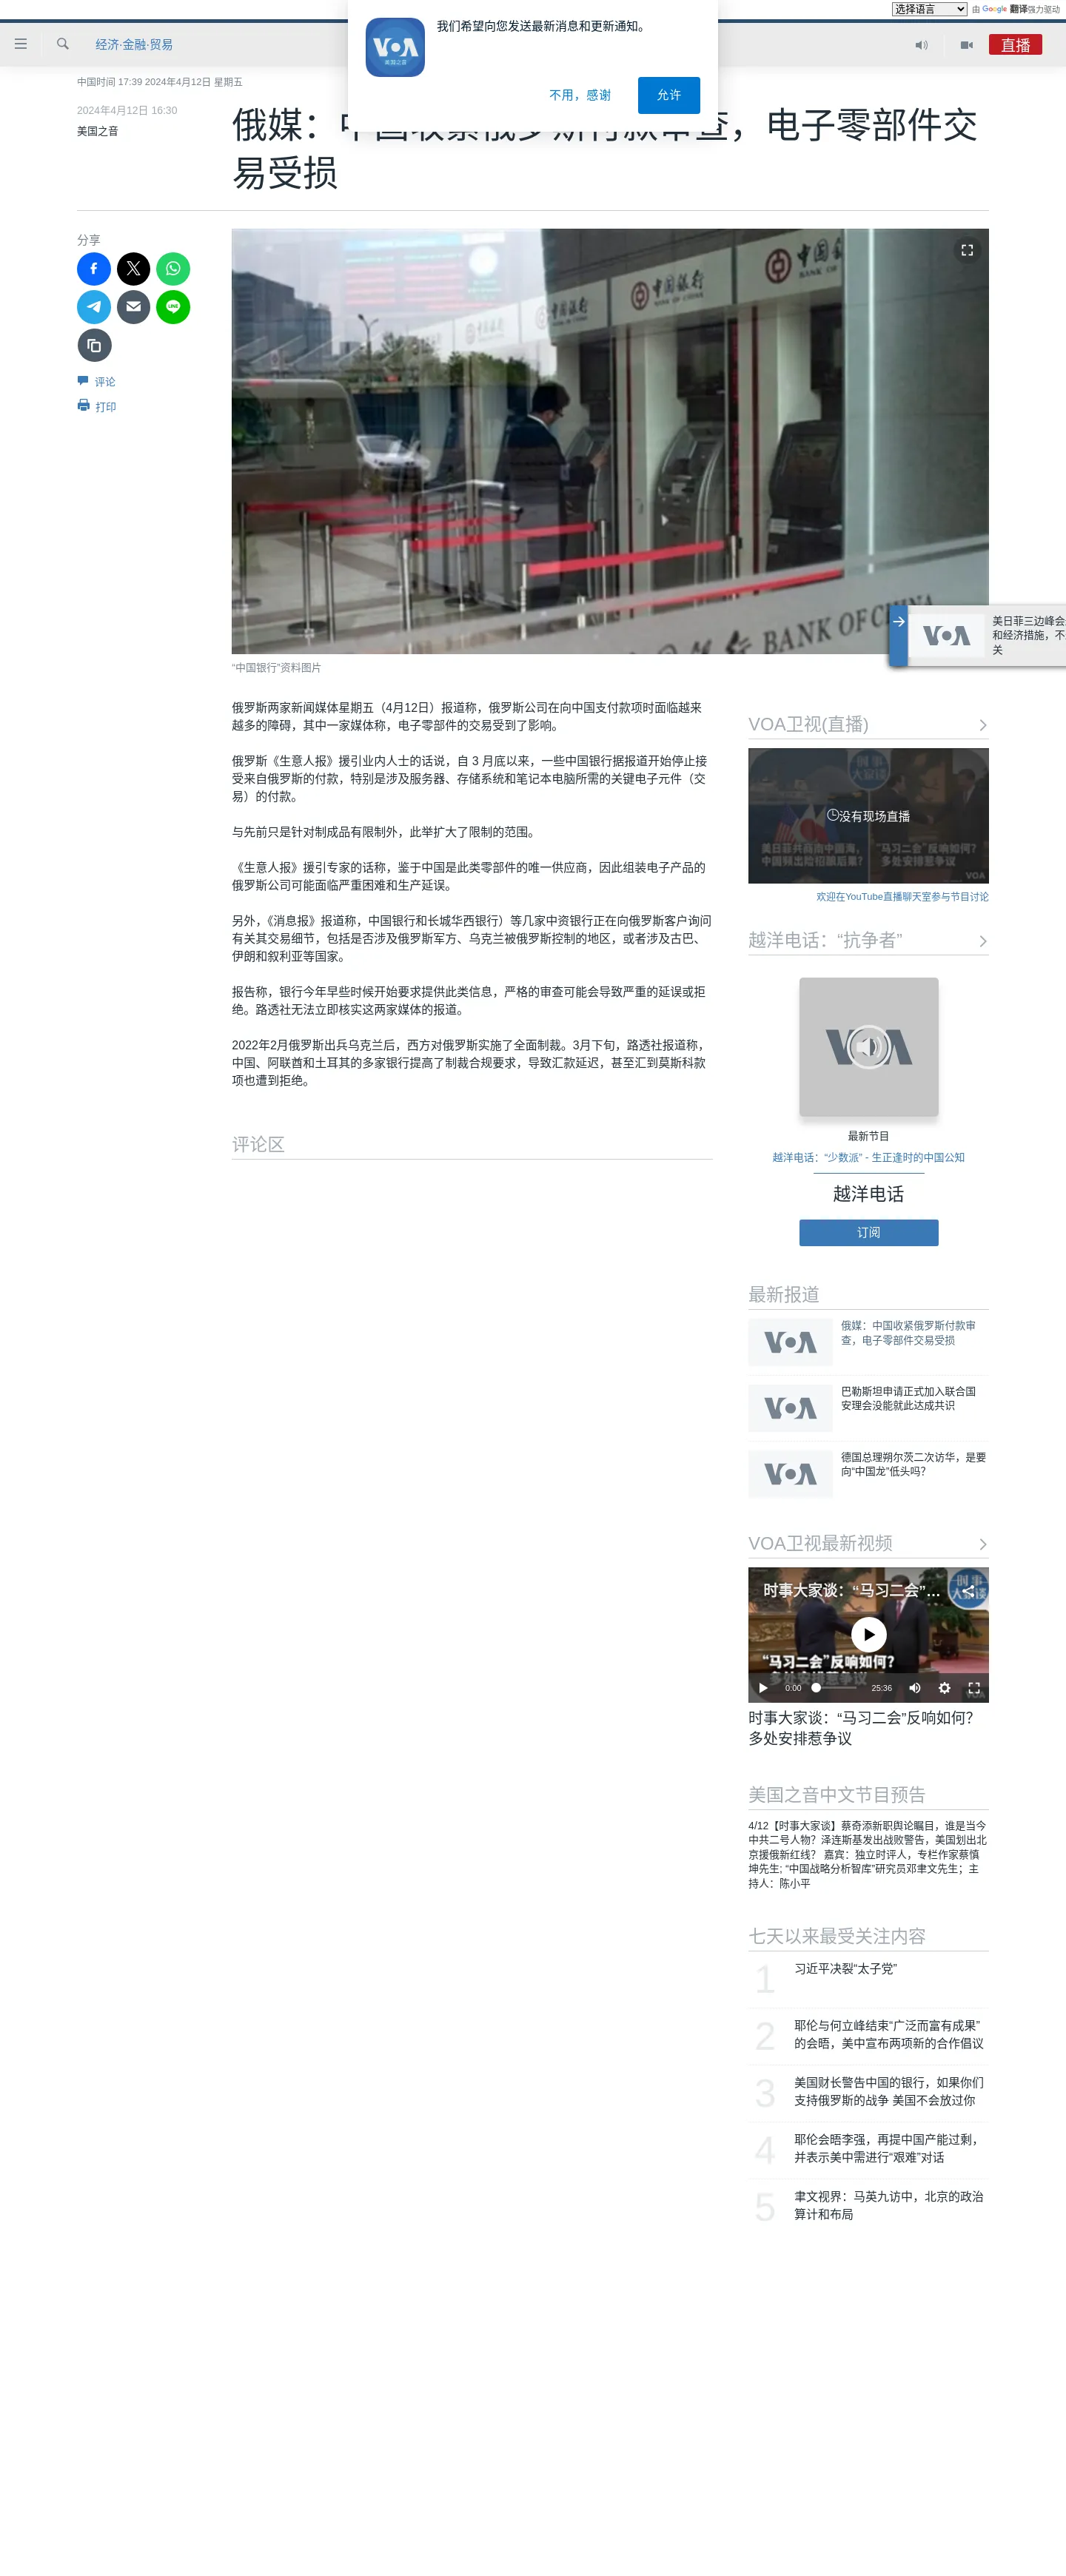 选择语言
由 Google 翻译强力驱动
我们希望向您发送最新消息和更新通知。
VOA
美国之音
不用，感谢
允许
经济·金融·贸易
直播
中国时间 17:39 2024年4月12日 星期五
2024年4月12日 16:30
美国之音
俄媒：中国收紧俄罗斯付款审查，电子零部件交
易受损
分享
评论
打印
中国银行
BANK OF CHINA
中国银行
BANK OF CHINA
BANK OF CHINA
“中国银行”资料图片
美日菲三边峰会
和经济措施，不
关
俄罗斯两家新闻媒体星期五（4月12日）报道称，俄罗斯公司在向中国支付款项时面临越来
越多的障碍，其中一家媒体称，电子零部件的交易受到了影响。
俄罗斯《生意人报》援引业内人士的话说，自 3 月底以来，一些中国银行据报道开始停止接
受来自俄罗斯的付款，特别是涉及服务器、存储系统和笔记本电脑所需的关键电子元件（交
易）的付款。
与先前只是针对制成品有限制外，此举扩大了限制的范围。
《生意人报》援引专家的话称，鉴于中国是此类零部件的唯一供应商，因此组装电子产品的
俄罗斯公司可能面临严重困难和生产延误。
另外，《消息报》报道称，中国银行和长城华西银行）等几家中资银行正在向俄罗斯客户询问
有关其交易细节，包括是否涉及俄罗斯军方、乌克兰被俄罗斯控制的地区，或者涉及古巴、
伊朗和叙利亚等国家。
报告称，银行今年早些时候开始要求提供此类信息，严格的审查可能会导致严重的延误或拒
绝。路透社无法立即核实这两家媒体的报道。
2022年2月俄罗斯出兵乌克兰后，西方对俄罗斯实施了全面制裁。3月下旬，路透社报道称，
中国、阿联酋和土耳其的多家银行提高了制裁合规要求，导致汇款延迟，甚至汇到莫斯科款
项也遭到拒绝。
评论区
VOA卫视(直播)
没有现场直播
欢迎在YouTube直播聊天室参与节目讨论
越洋电话：“抗争者”
VOA
最新节目
越洋电话：“少数派” - 生正逢时的中国公知
越洋电话
订阅
最新报道
VOA
俄媒：中国收紧俄罗斯付款审
查，电子零部件交易受损
VOA
巴勒斯坦申请正式加入联合国
安理会没能就此达成共识
VOA
德国总理朔尔茨二次访华，是要
向“中国龙”低头吗？
VOA卫视最新视频
时事大家谈：“马习二会”...
“马习二会”反响如何？
多处安排惹争议
0:00
25:36
时事大家谈：“马习二会”反响如何？
多处安排惹争议
美国之音中文节目预告
4/12【时事大家谈】蔡奇添新职舆论瞩目，谁是当今
中共二号人物？泽连斯基发出战败警告，美国划出北
京援俄新红线？ 嘉宾：独立时评人，专栏作家蔡慎
坤先生; “中国战略分析智库”研究员邓聿文先生；主
持人：陈小平
七天以来最受关注内容
1
习近平决裂“太子党”
2
耶伦与何立峰结束“广泛而富有成果”
的会晤，美中宣布两项新的合作倡议
3
美国财长警告中国的银行，如果你们
支持俄罗斯的战争 美国不会放过你
4
耶伦会晤李强，再提中国产能过剩，
并表示美中需进行“艰难”对话
5
聿文视界：马英九访中，北京的政治
算计和布局